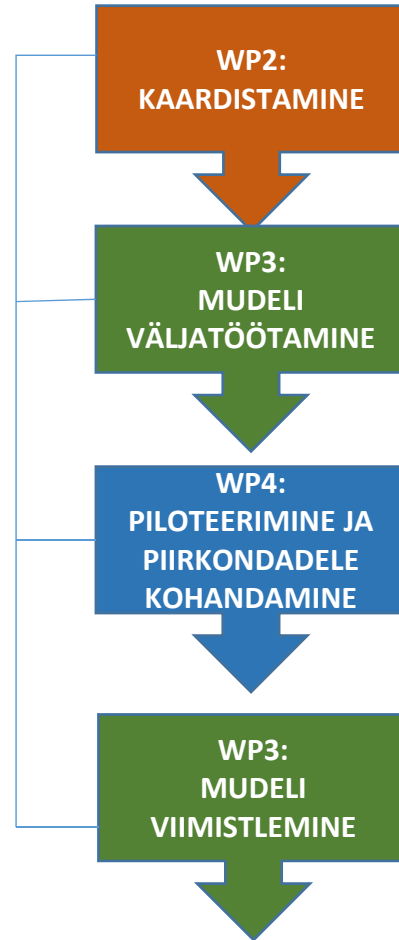 WP2:
KAARDISTAMINE
WP3:
MUDELI
VÄLJATÖÖTAMINE
WP4:
PILOTEERIMINE JA
PIIRKONDADELE
KOHANDAMINE
WP3:
MUDELI
VIIMISTLEMINE